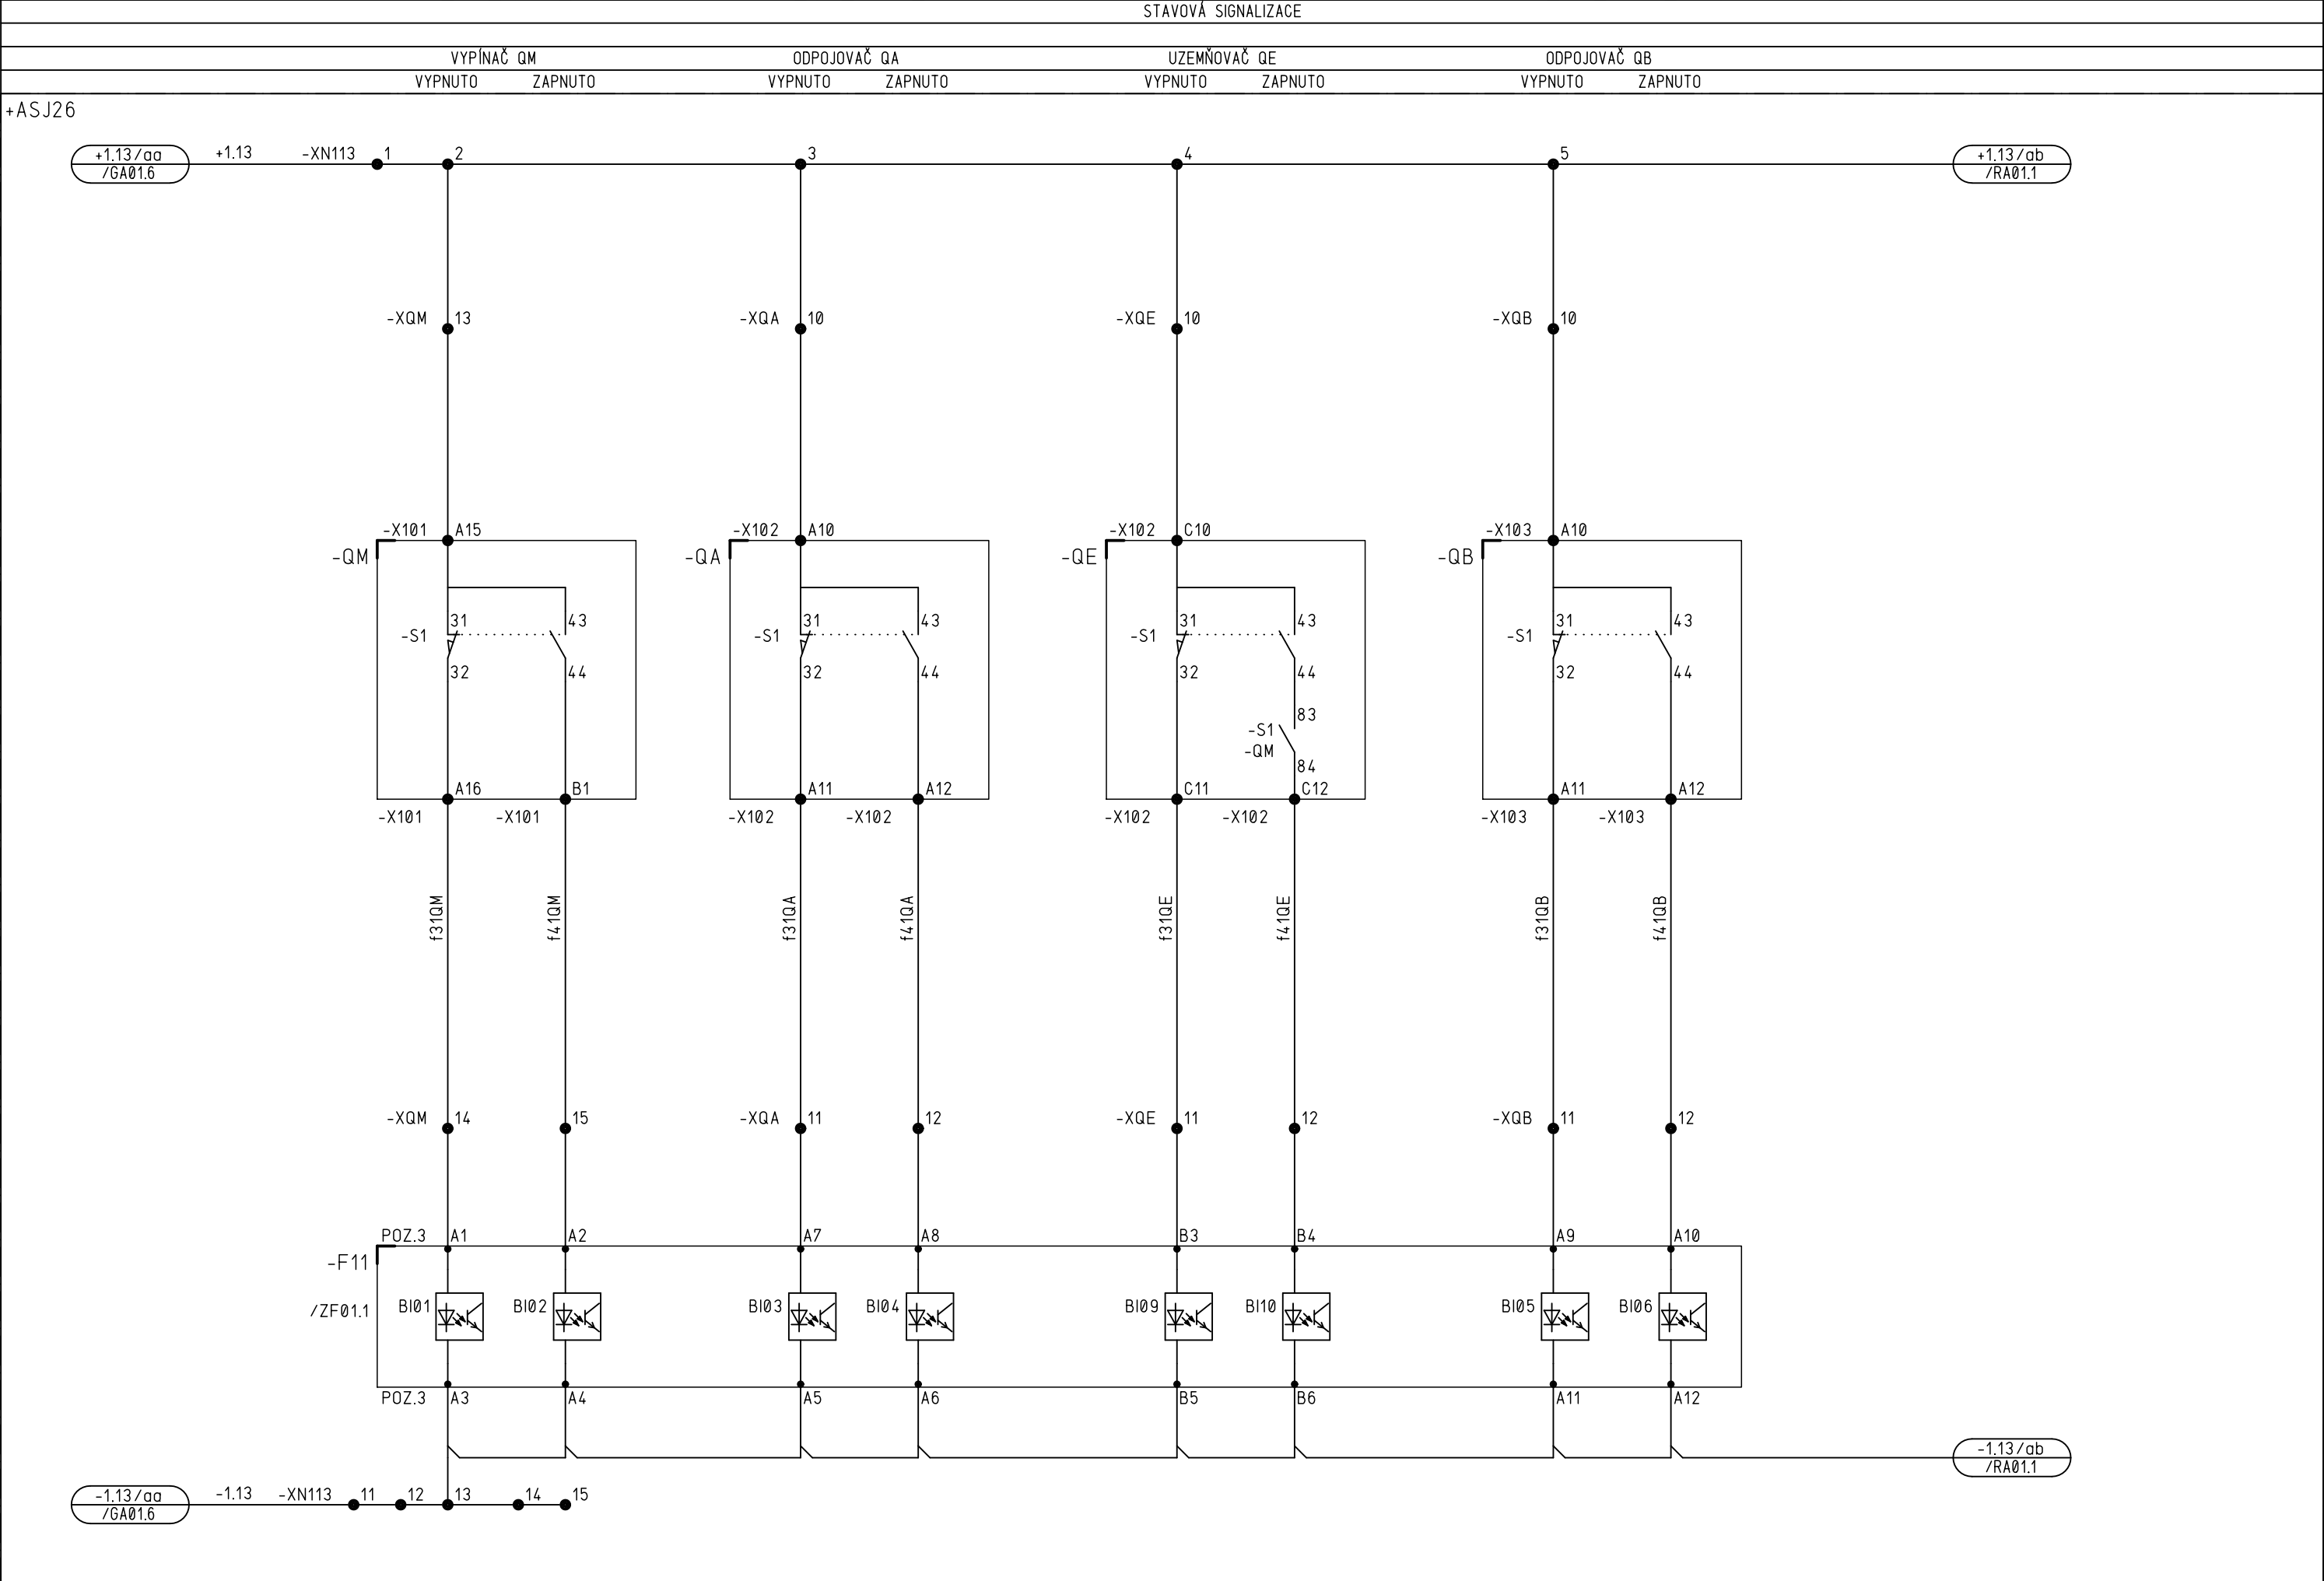 STAVOVÁ SIGNALIZACE
VYPÍNAČ QM ODPOJOVAČ QA UZEMŇOVAČ QE ODPOJOVAČ QB
VYPNUTO ZAPNUTO VYPNUTO ZAPNUTO VYPNUTO ZAPNUTO VYPNUTO ZAPNUTO
+ASJ26
+1.13/aa +1.13 -XN113 1 2 3 4 5 +1.13/ab
/GA01.6 /RA01.1
-XQM 13 -XQA 10 -XQE 10 -XQB 10
-X101 A15 -X102 A10 -X102 C10 -X103 A10
-QM -QA -QE -QB
31 43 31 43 31 43 31 43
-S1 -S1 -S1 -S1
32 44 32 44 32 44 32 44
83
-S1
-QM
84
A16 B1 A11 A12 C11 C12 A11 A12
-X101 -X101 -X102 -X102 -X102 -X102 -X103 -X103
f31QM f41QM f31QA f41QA f31QE f41QE f31QB f41QB
-XQM 14 15 -XQA 11 12 -XQE 11 12 -XQB 11 12
POZ.3 A1 A2 A7 A8 B3 B4 A9 A10
-F11
/ZF01.1 BI01 BI02 BI03 BI04 BI09 BI10 BI05 BI06
POZ.3 A3 A4 A5 A6 B5 B6 A11 A12
-1.13/ab
/RA01.1
-1.13/aa -1.13 -XN113 11 12 13 14 15
/GA01.6